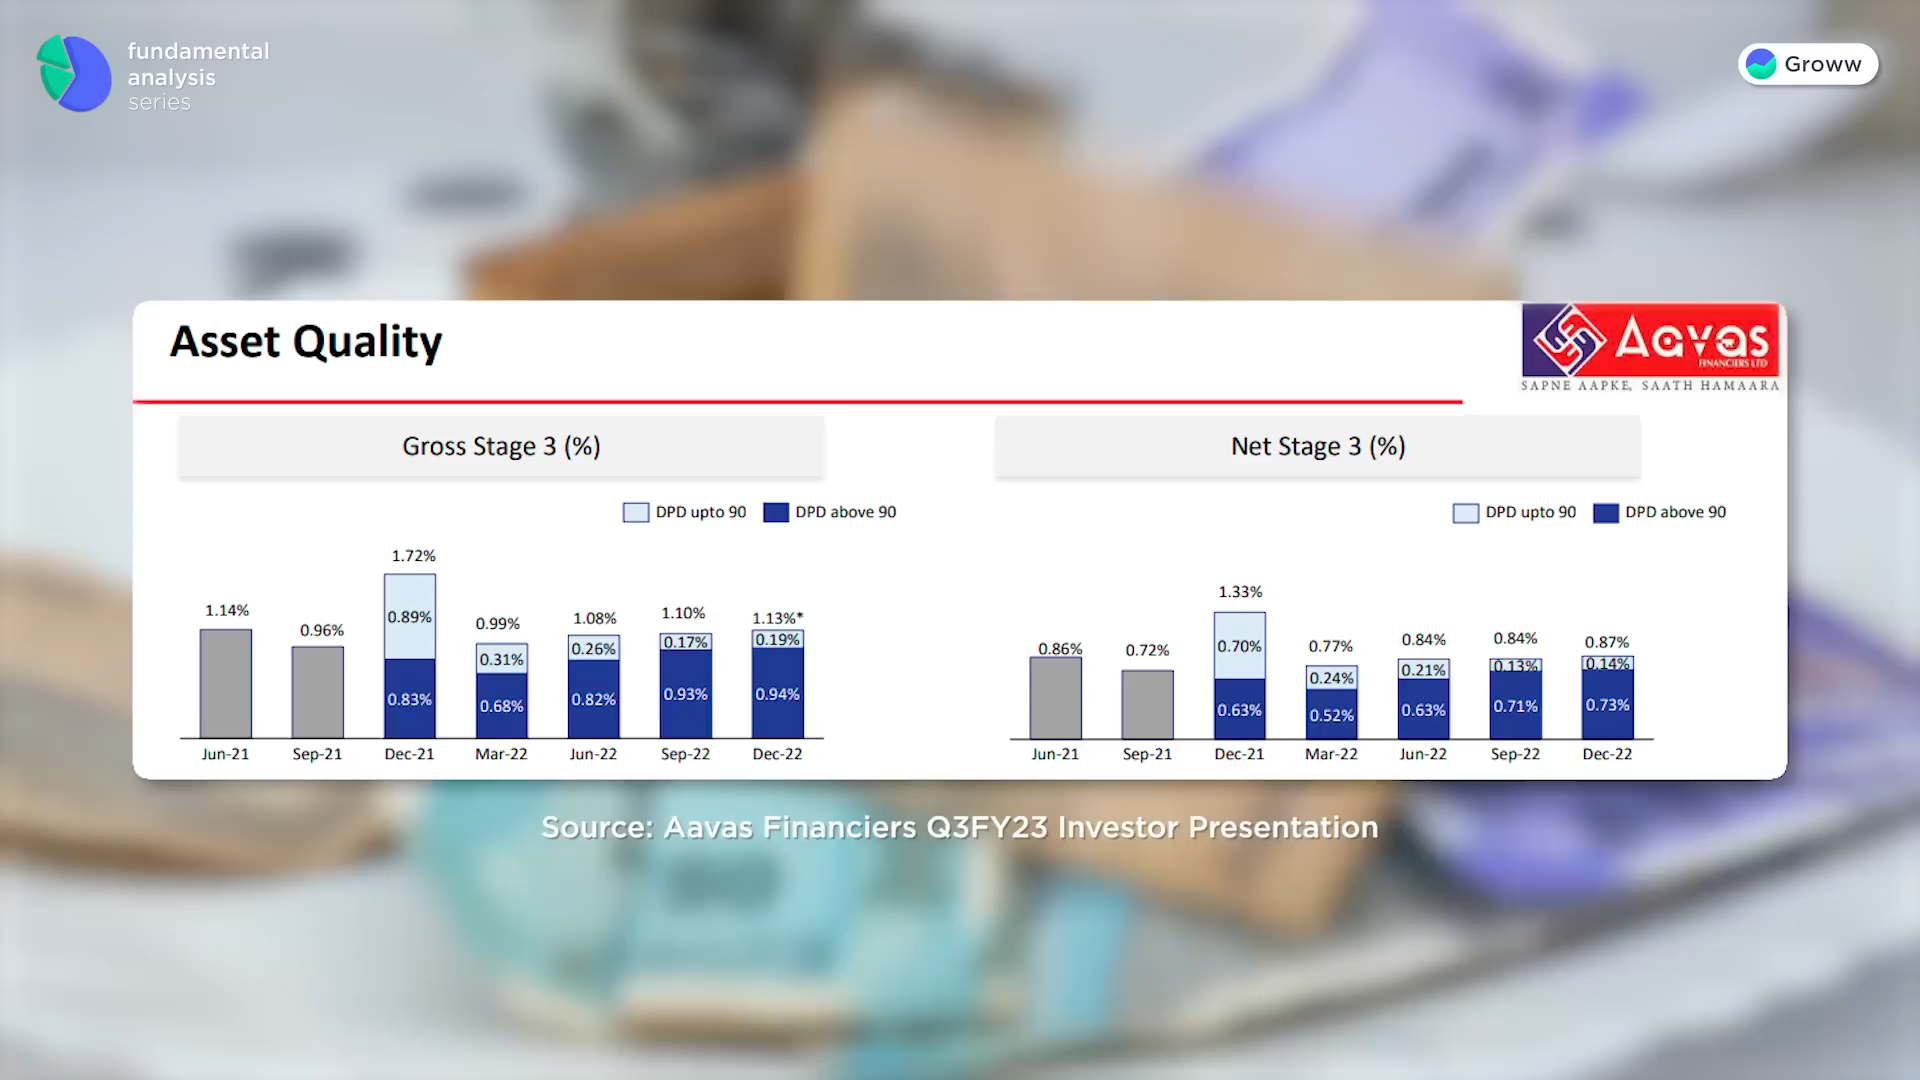 fundamental
analysis
series
Groww
Asset Quality
Aavas
FINANCIERS LTD
SAPNE AAPKE, SAATH HAMAARA
Gross Stage 3 (%)
DPD upto 90 DPD above 90
1.72%
1.14%
0.96%
0.89%
0.99%
1.08%
1.10%
1.13%*
0.31%
0.26%
0.17%
0.19%
0.83%
0.68%
0.82%
0.93%
0.94%
Jun-21 Sep-21 Dec-21 Mar-22 Jun-22 Sep-22 Dec-22
Net Stage 3 (%)
DPD upto 90 DPD above 90
1.33%
0.86%
0.72%
0.70%
0.77%
0.84%
0.84%
0.87%
0.24%
0.21%
0.13%
0.14%
0.63%
0.52%
0.63%
0.71%
0.73%
Jun-21 Sep-21 Dec-21 Mar-22 Jun-22 Sep-22 Dec-22
Source: Aavas Financiers Q3FY23 Investor Presentation